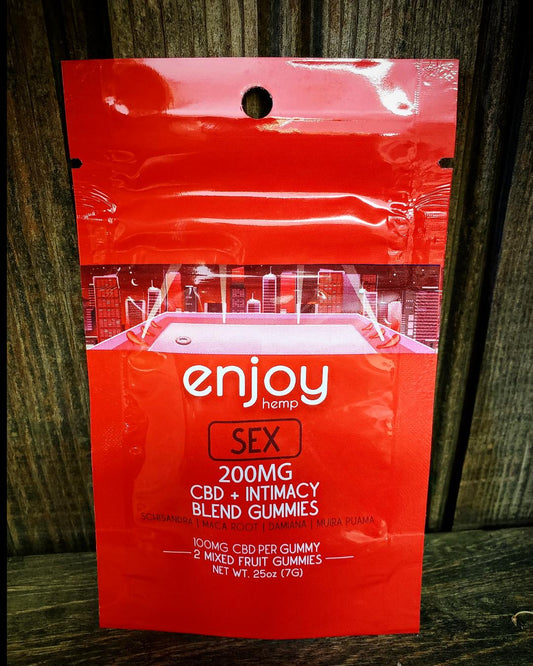 enjoy
hemp
SEX
200MG
CBD + INTIMACY
BLEND GUMMIES
SCHISANDRA | MACA ROOT | DAMIANA | MUIRA PUAMA
100MG CBD PER GUMMY
2 MIXED FRUIT GUMMIES
NET WT. 25oz (7G)